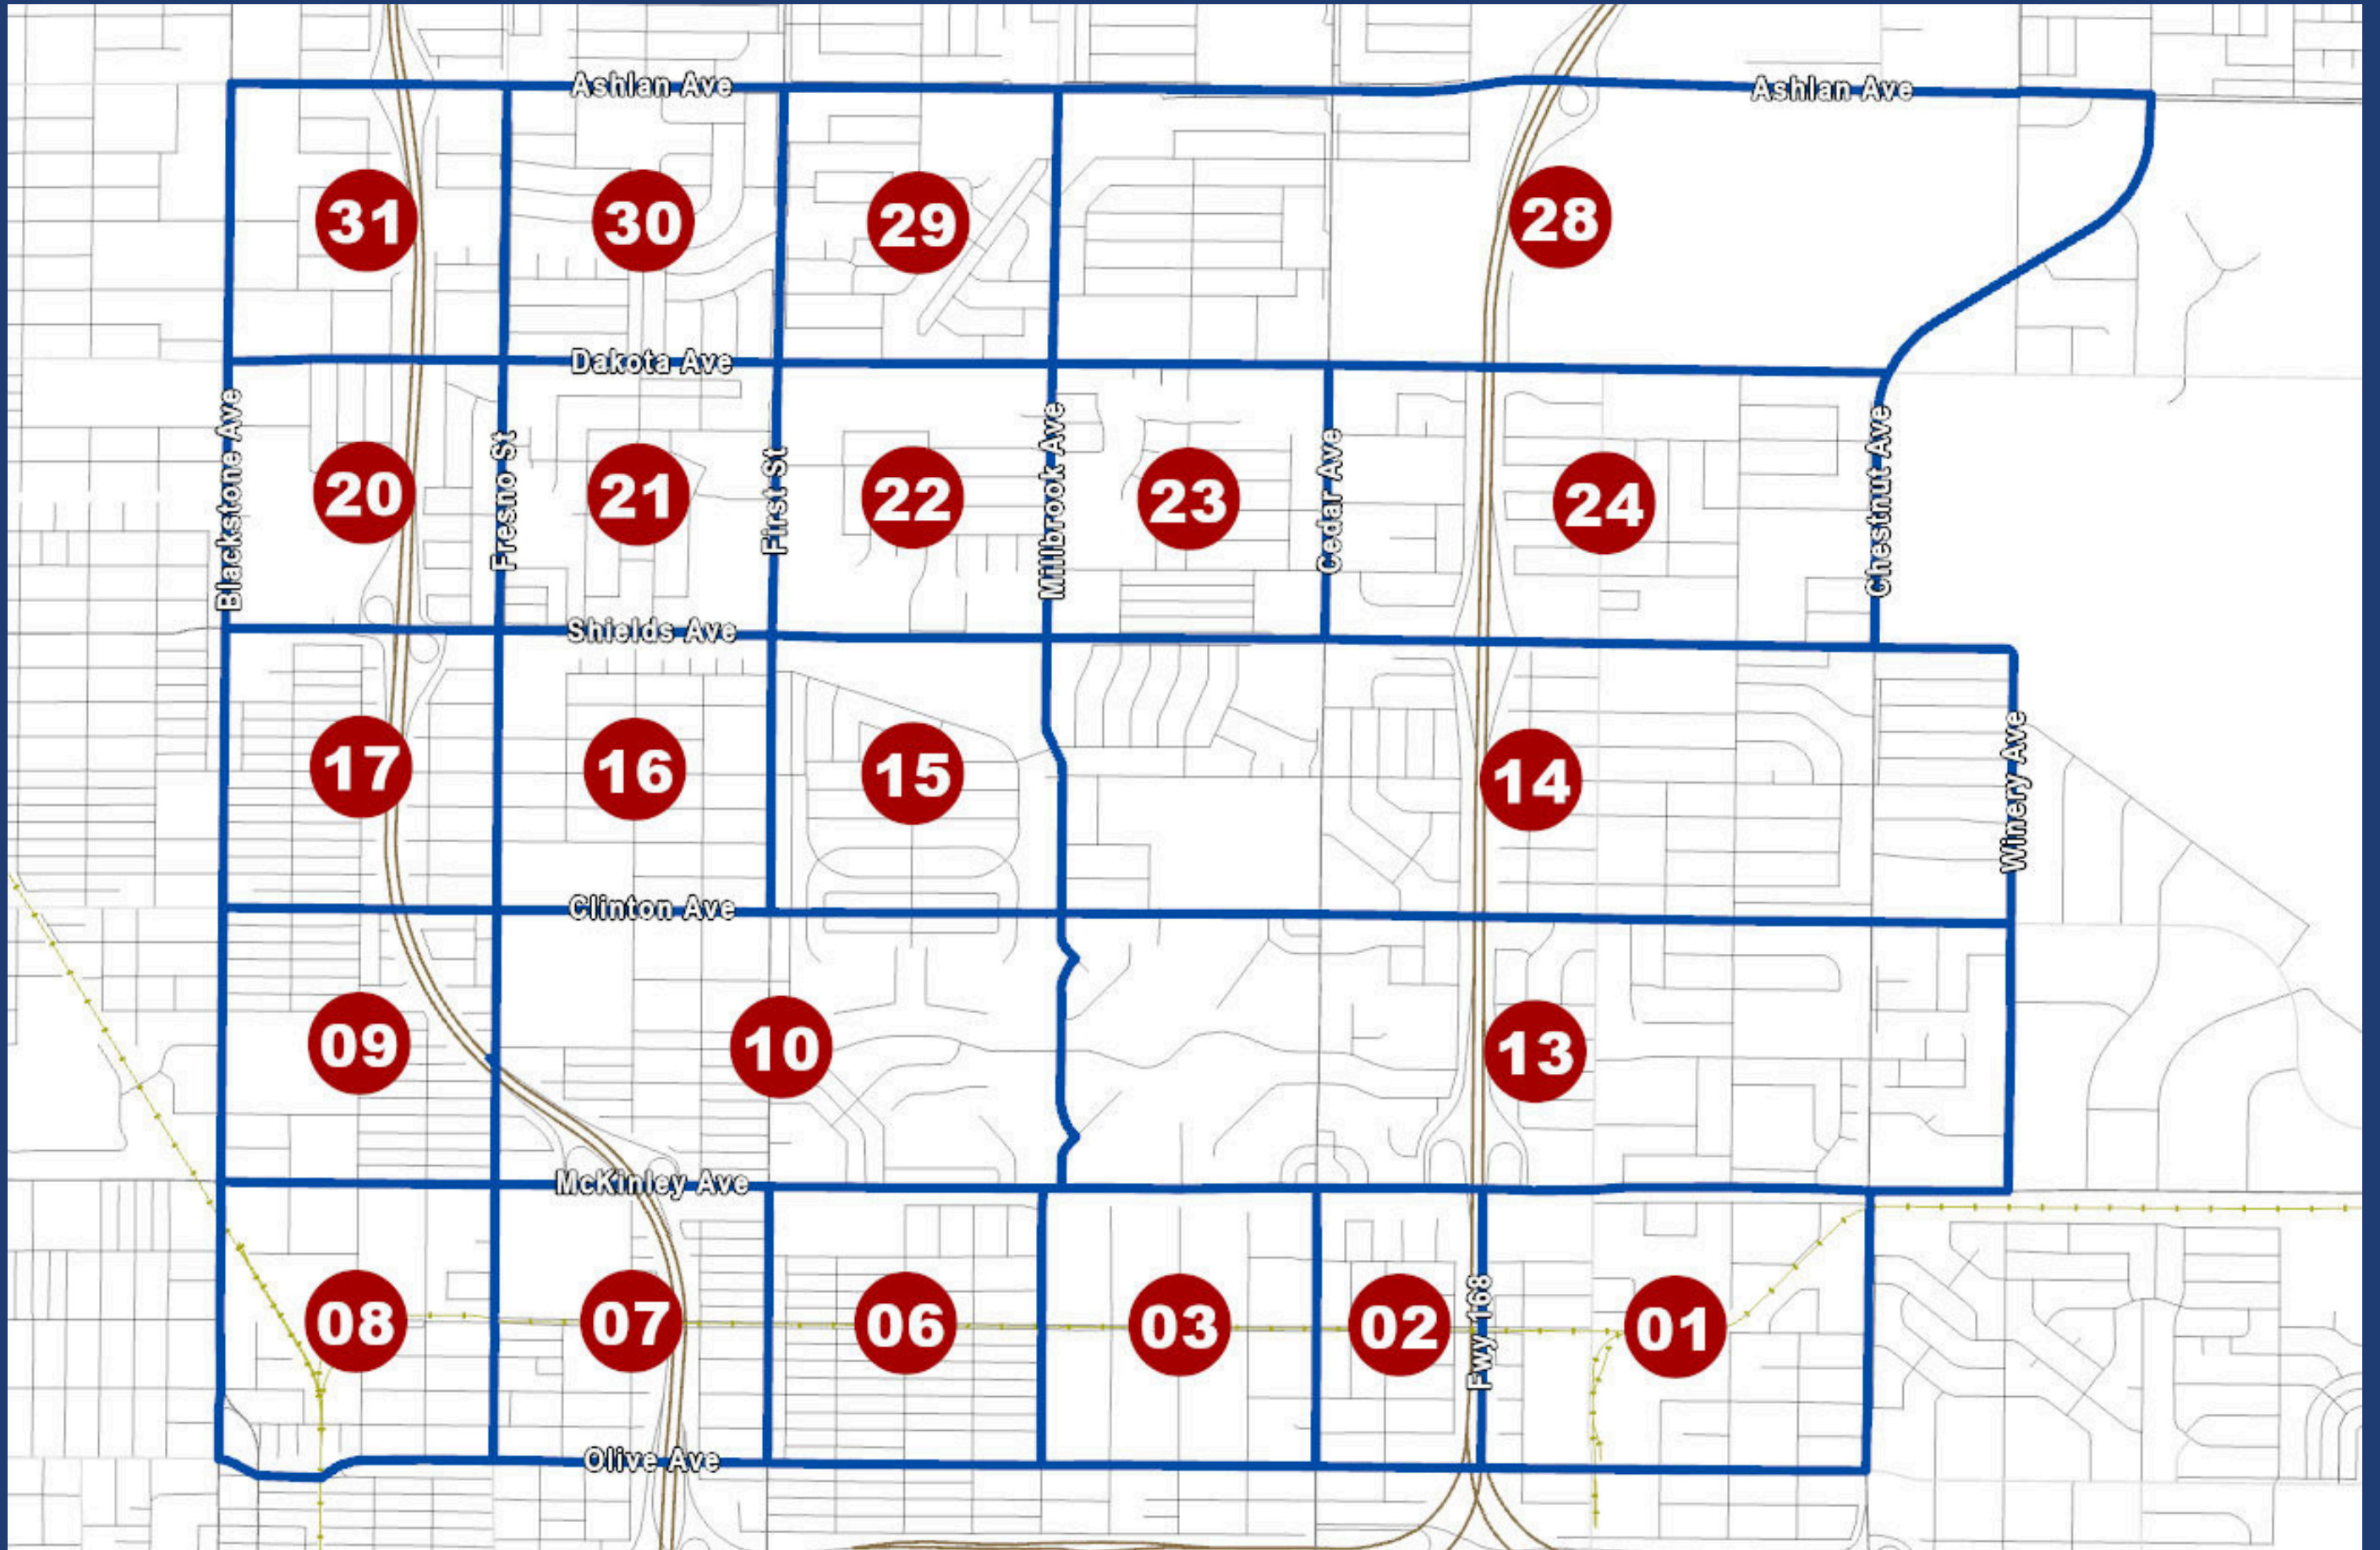 Ashlan Ave
Ashlan Ave
31
30
29
28
Dakota Ave
Blackstone Ave
Fresno St
First St
Millbrook Ave
Cedar Ave
Chestnut Ave
20
21
22
23
24
Shields Ave
17
16
15
14
Winery Ave
Clinton Ave
09
10
13
McKinley Ave
08
07
06
03
02
Fwy 168
01
Olive Ave